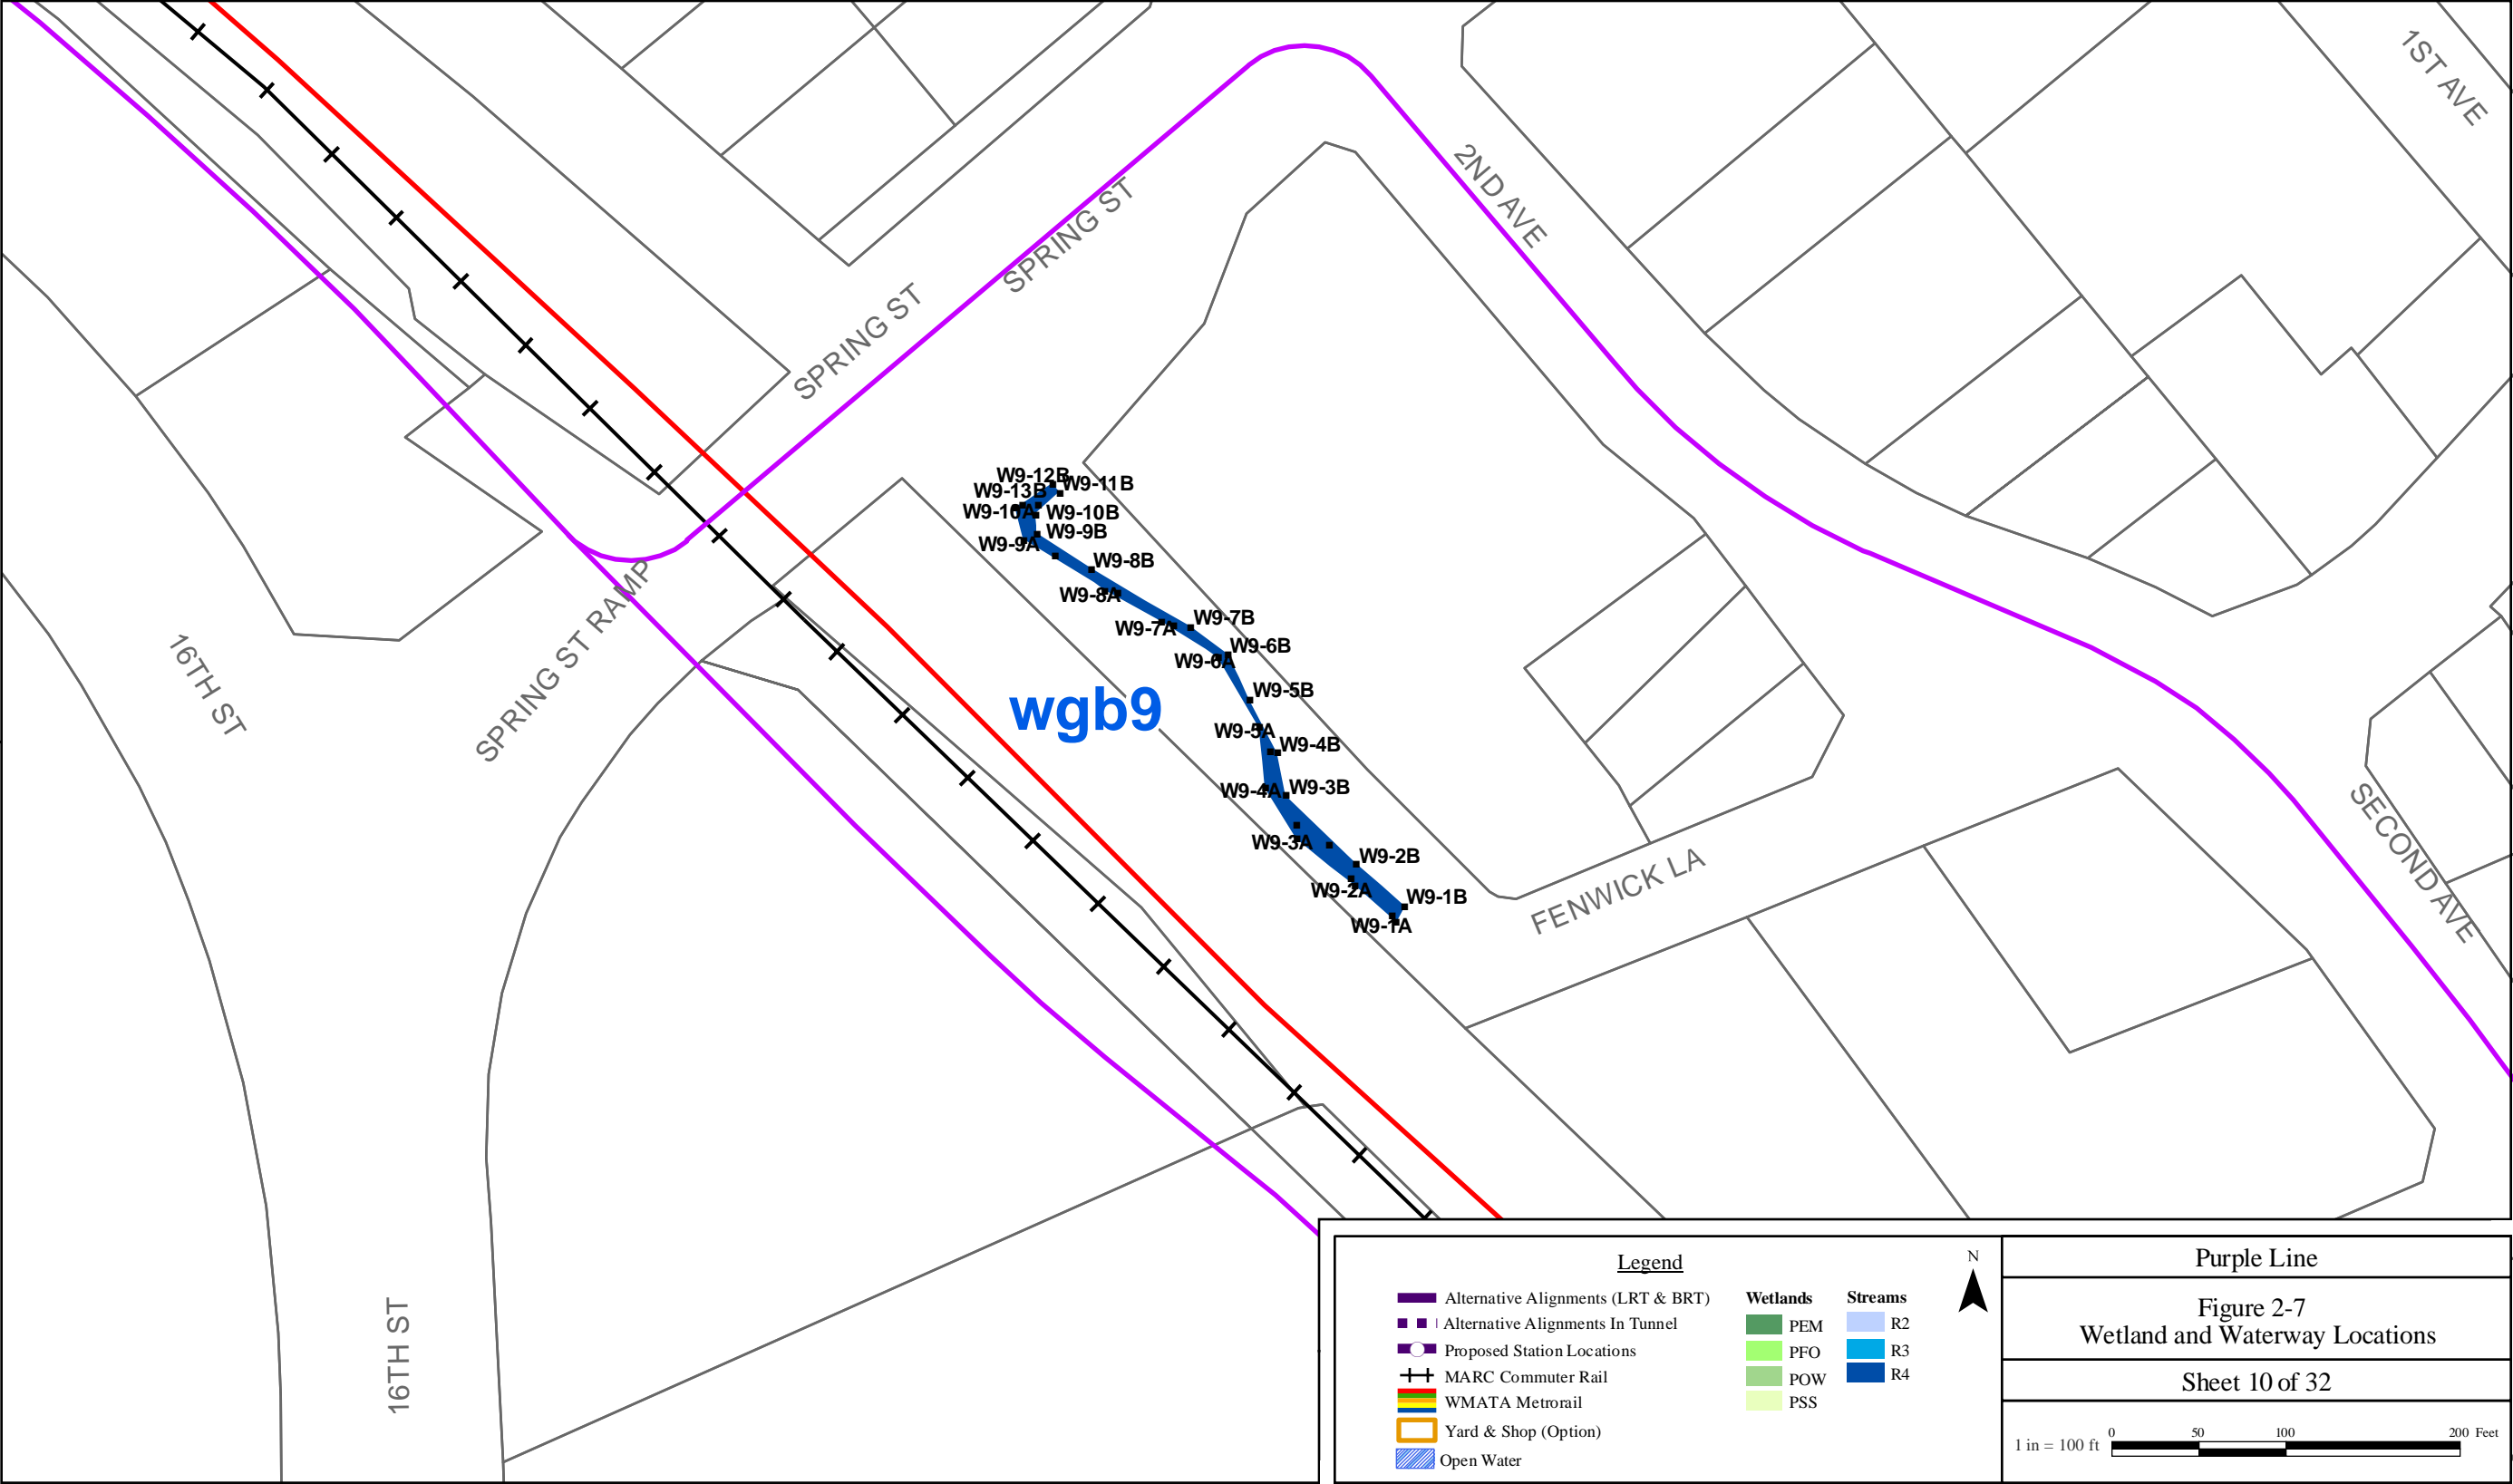 1ST AVE
2ND AVE
SPRING ST
SPRING ST
W9-12B
W9-11B
W9-13B
W9-10A
W9-10B
W9-9B
W9-9A
W9-8B
W9-8A
W9-7B
W9-7A
W9-6B
W9-6A
W9-5B
W9-5A
W9-4B
W9-4A
W9-3B
W9-3A
W9-2B
W9-2A
W9-1B
W9-1A
wgb9
16TH ST
SPRING ST RAMP
SECOND AVE
FENWICK LA
16TH ST
Legend
Alternative Alignments (LRT & BRT)
Alternative Alignments In Tunnel
Proposed Station Locations
MARC Commuter Rail
WMATA Metrorail
Yard & Shop (Option)
Open Water
Wetlands
PEM
PFO
POW
PSS
Streams
R2
R3
R4
N
Purple Line
Figure 2-7
Wetland and Waterway Locations
Sheet 10 of 32
1 in = 100 ft
0 50 100 200 Feet